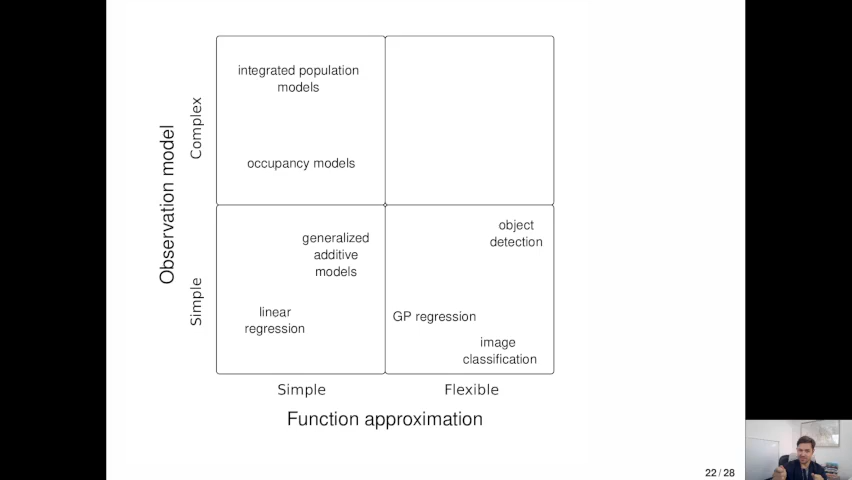 integrated population
models
occupancy models
Observation model
Complex
Simple
generalized
additive
models
linear
regression
object
detection
GP regression
image
classification
Simple
Flexible
Function approximation
22 / 28